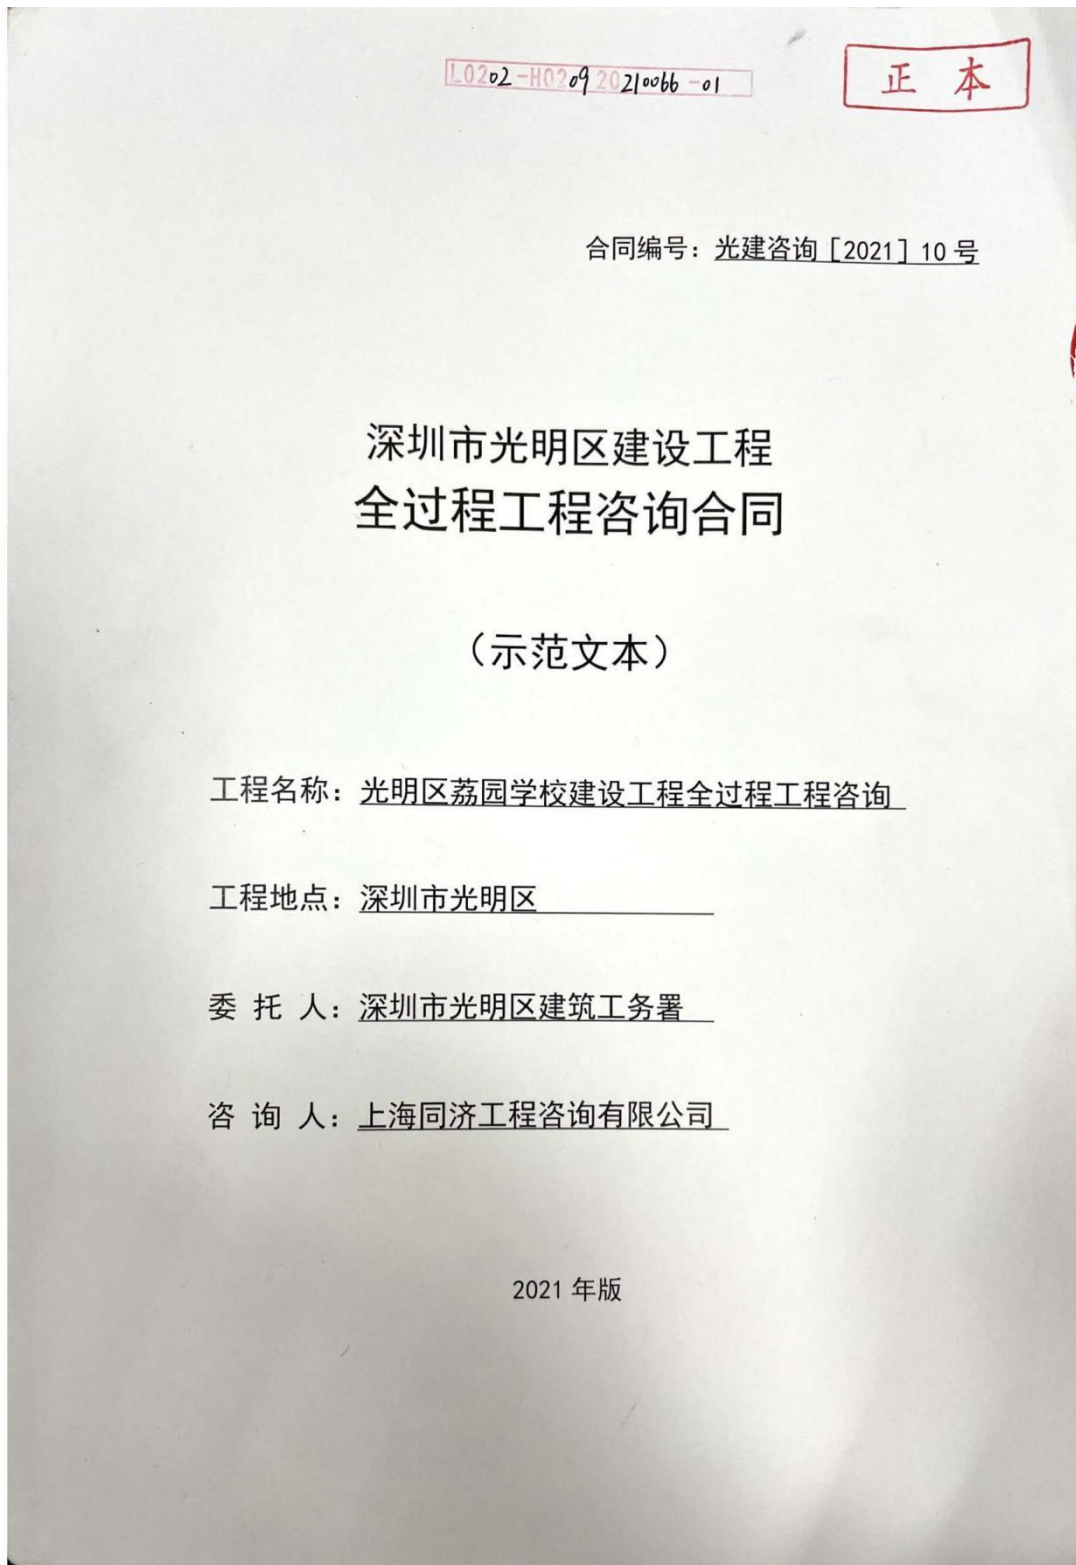 L0202-H0209 20210066-01
正本
合同编号：光建咨询［2021］10 号
深圳市光明区建设工程
全过程工程咨询合同
（示范文本）
工程名称：光明区荔园学校建设工程全过程工程咨询
工程地点：深圳市光明区
委 托 人：深圳市光明区建筑工务署
咨 询 人：上海同济工程咨询有限公司
2021 年版